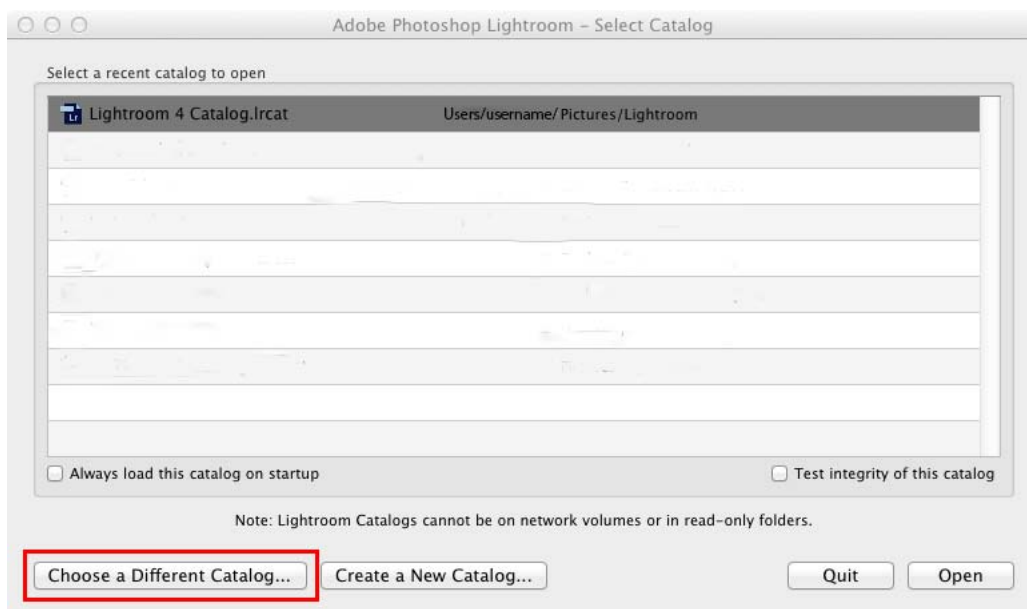 Adobe Photoshop Lightroom – Select Catalog
Select a recent catalog to open
Lr Lightroom 4 Catalog.lrcat Users/username/Pictures/Lightroom
Always load this catalog on startup Test integrity of this catalog
Note: Lightroom Catalogs cannot be on network volumes or in read-only folders.
Choose a Different Catalog... Create a New Catalog... Quit Open